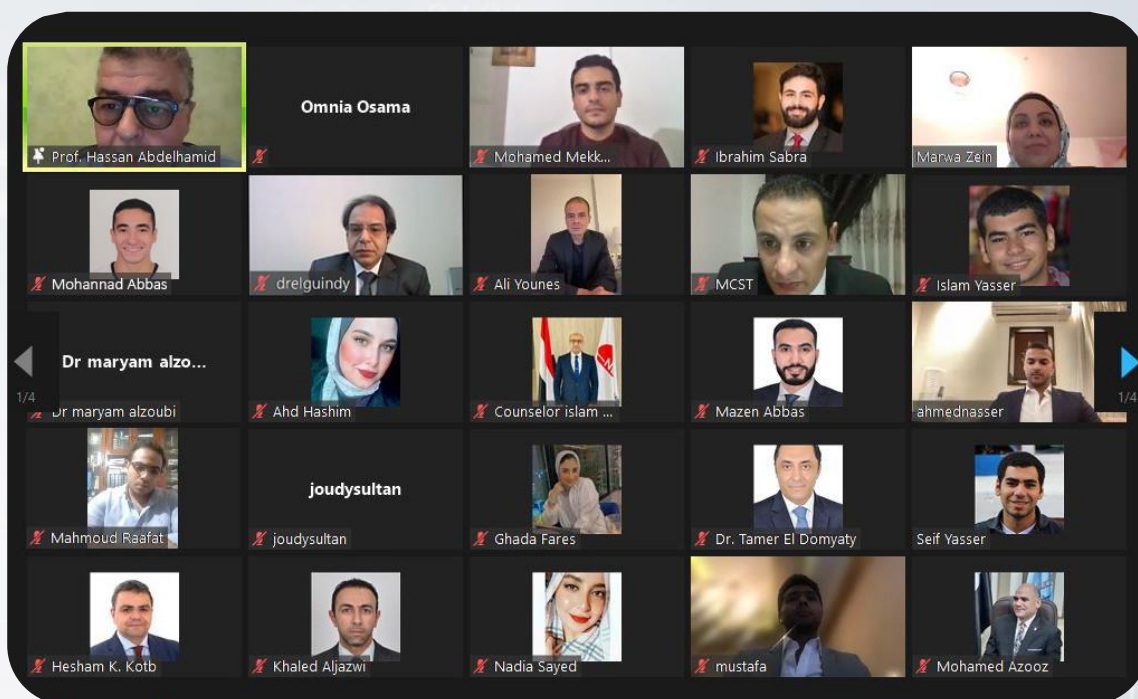 Prof. Hassan Abdelhamid
Omnia Osama
Mohamed Mekk...
Ibrahim Sabra
Marwa Zein
Mohannad Abbas
drelguindy
Ali Younes
MCST
Islam Yasser
Dr maryam alzo...
1/4
Dr maryam alzoubi
Ahd Hashim
Counselor islam ...
Mazen Abbas
ahmednasser
1/4
Mahmoud Raafat
joudysultan
joudysultan
Ghada Fares
Dr. Tamer El Domyaty
Seif Yasser
Hesham K. Kotb
Khaled Aljazwi
Nadia Sayed
mustafa
Mohamed Azooz